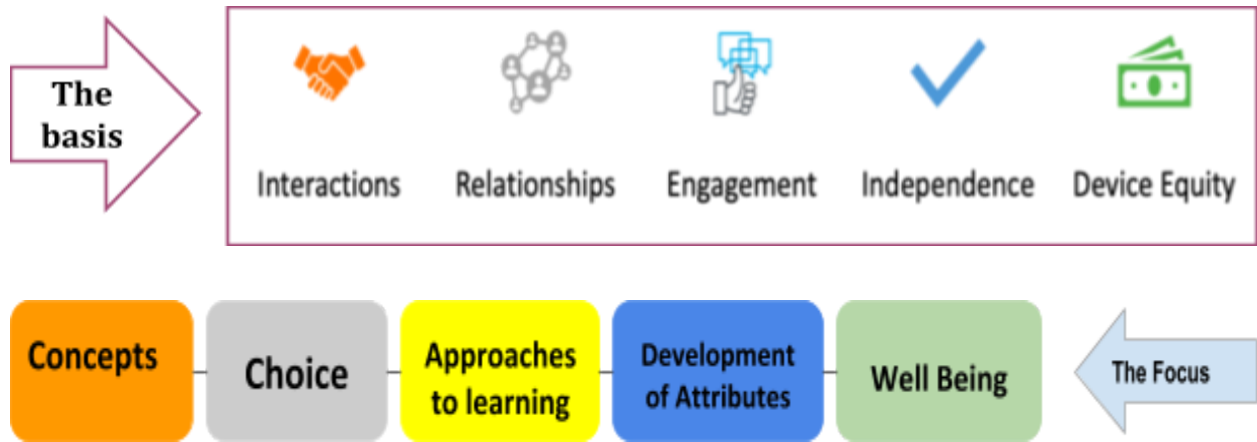 The
basis
Interactions
Relationships
Engagement
Independence
Device Equity
Concepts
Choice
Approaches
to learning
Development
of Attributes
Well Being
The Focus